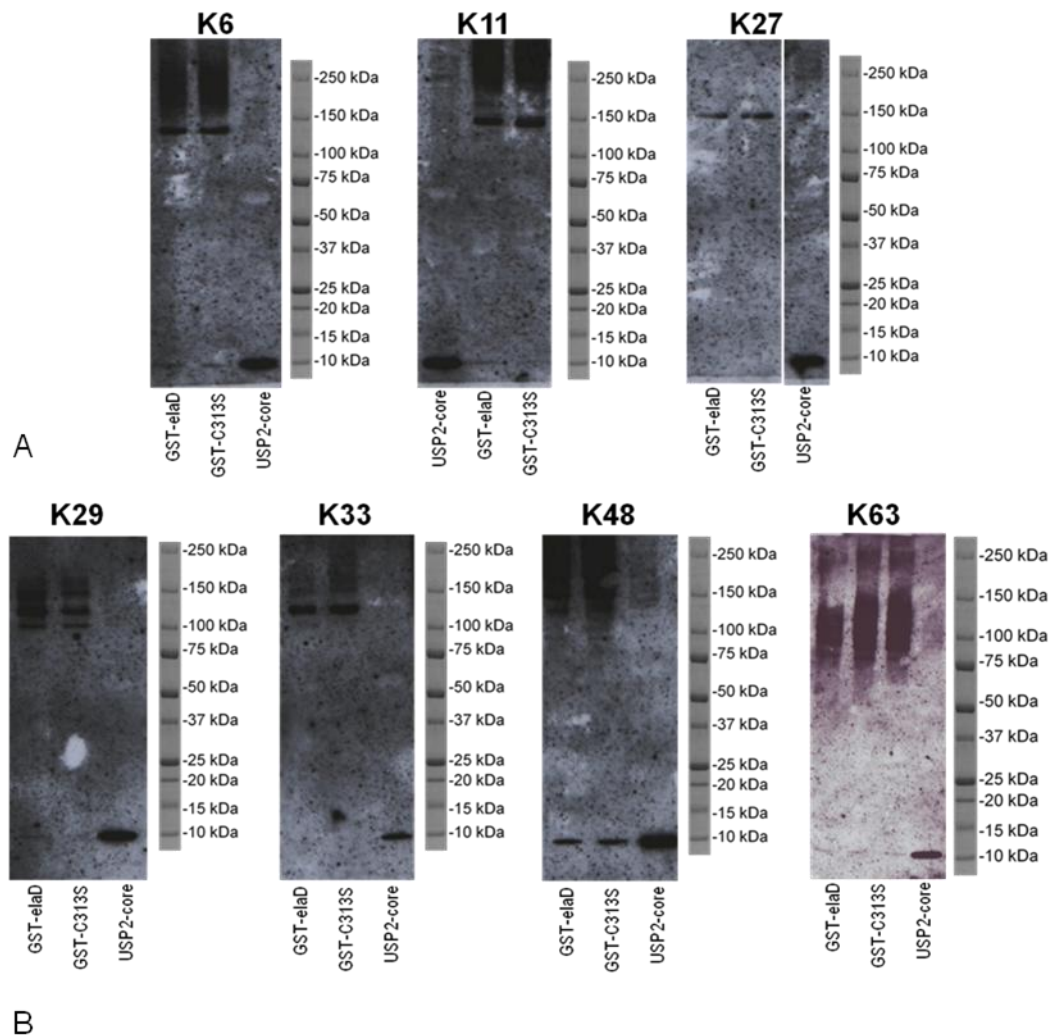 K6
K11
K27
-250 kDa
-150 kDa
-100 kDa
-75 kDa
-50 kDa
-37 kDa
-25 kDa
-20 kDa
-15 kDa
-10 kDa
-250 kDa
-150 kDa
-100 kDa
-75 kDa
-50 kDa
-37 kDa
-25 kDa
-20 kDa
-15 kDa
-10 kDa
-250 kDa
-150 kDa
-100 kDa
-75 kDa
-50 kDa
-37 kDa
-25 kDa
-20 kDa
-15 kDa
-10 kDa
GST-elaD
GST-C313S
USP2-core
USP2-core
GST-elaD
GST-C313S
GST-elaD
GST-C313S
USP2-core
A
K29
K33
K48
K63
-250 kDa
-150 kDa
-100 kDa
-75 kDa
-50 kDa
-37 kDa
-25 kDa
-20 kDa
-15 kDa
-10 kDa
-250 kDa
-150 kDa
-100 kDa
-75 kDa
-50 kDa
-37 kDa
-25 kDa
-20 kDa
-15 kDa
-10 kDa
-250 kDa
-150 kDa
-100 kDa
-75 kDa
-50 kDa
-37 kDa
-25 kDa
-20 kDa
-15 kDa
-10 kDa
-250 kDa
-150 kDa
-100 kDa
-75 kDa
-50 kDa
-37 kDa
-25 kDa
-20 kDa
-15 kDa
-10 kDa
GST-elaD
GST-C313S
USP2-core
GST-elaD
GST-C313S
USP2-core
GST-elaD
GST-C313S
USP2-core
GST-elaD
GST-C313S
USP2-core
B